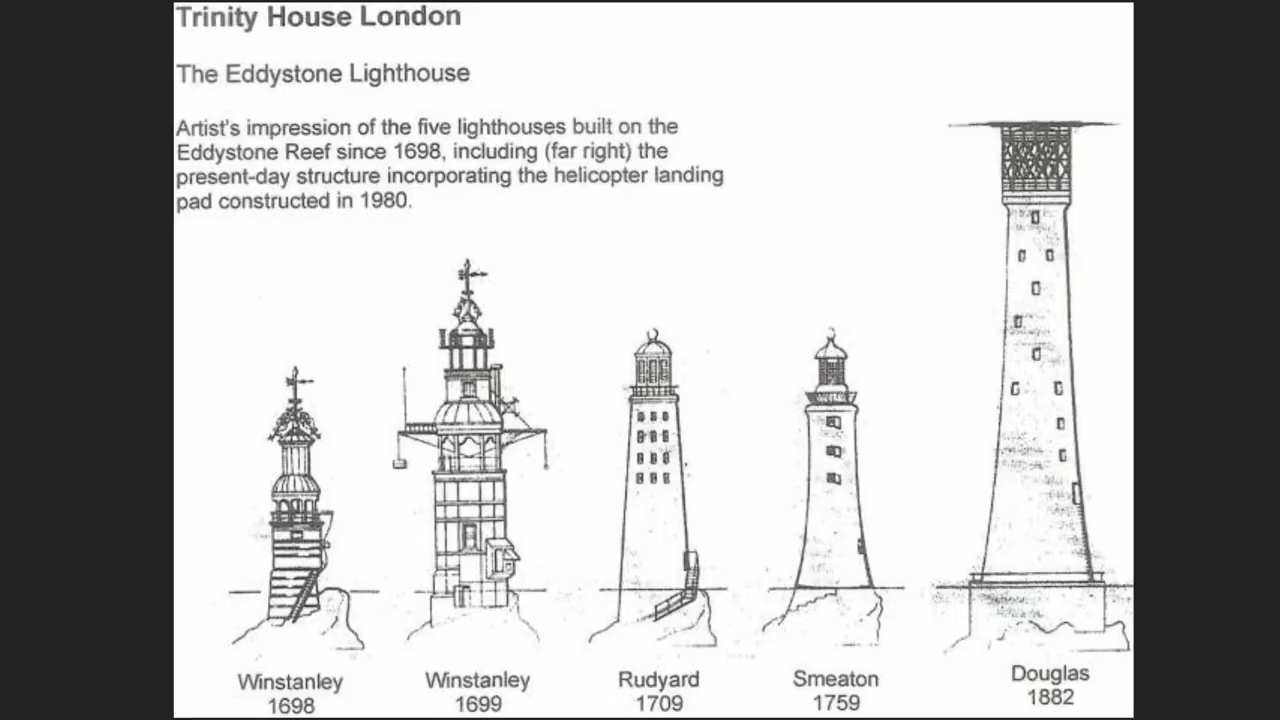 Trinity House London
The Eddystone Lighthouse
Artist's impression of the five lighthouses built on the
Eddystone Reef since 1698, including (far right) the
present-day structure incorporating the helicopter landing
pad constructed in 1980.
Winstanley
1698
Winstanley
1699
Rudyard
1709
Smeaton
1759
Douglas
1882